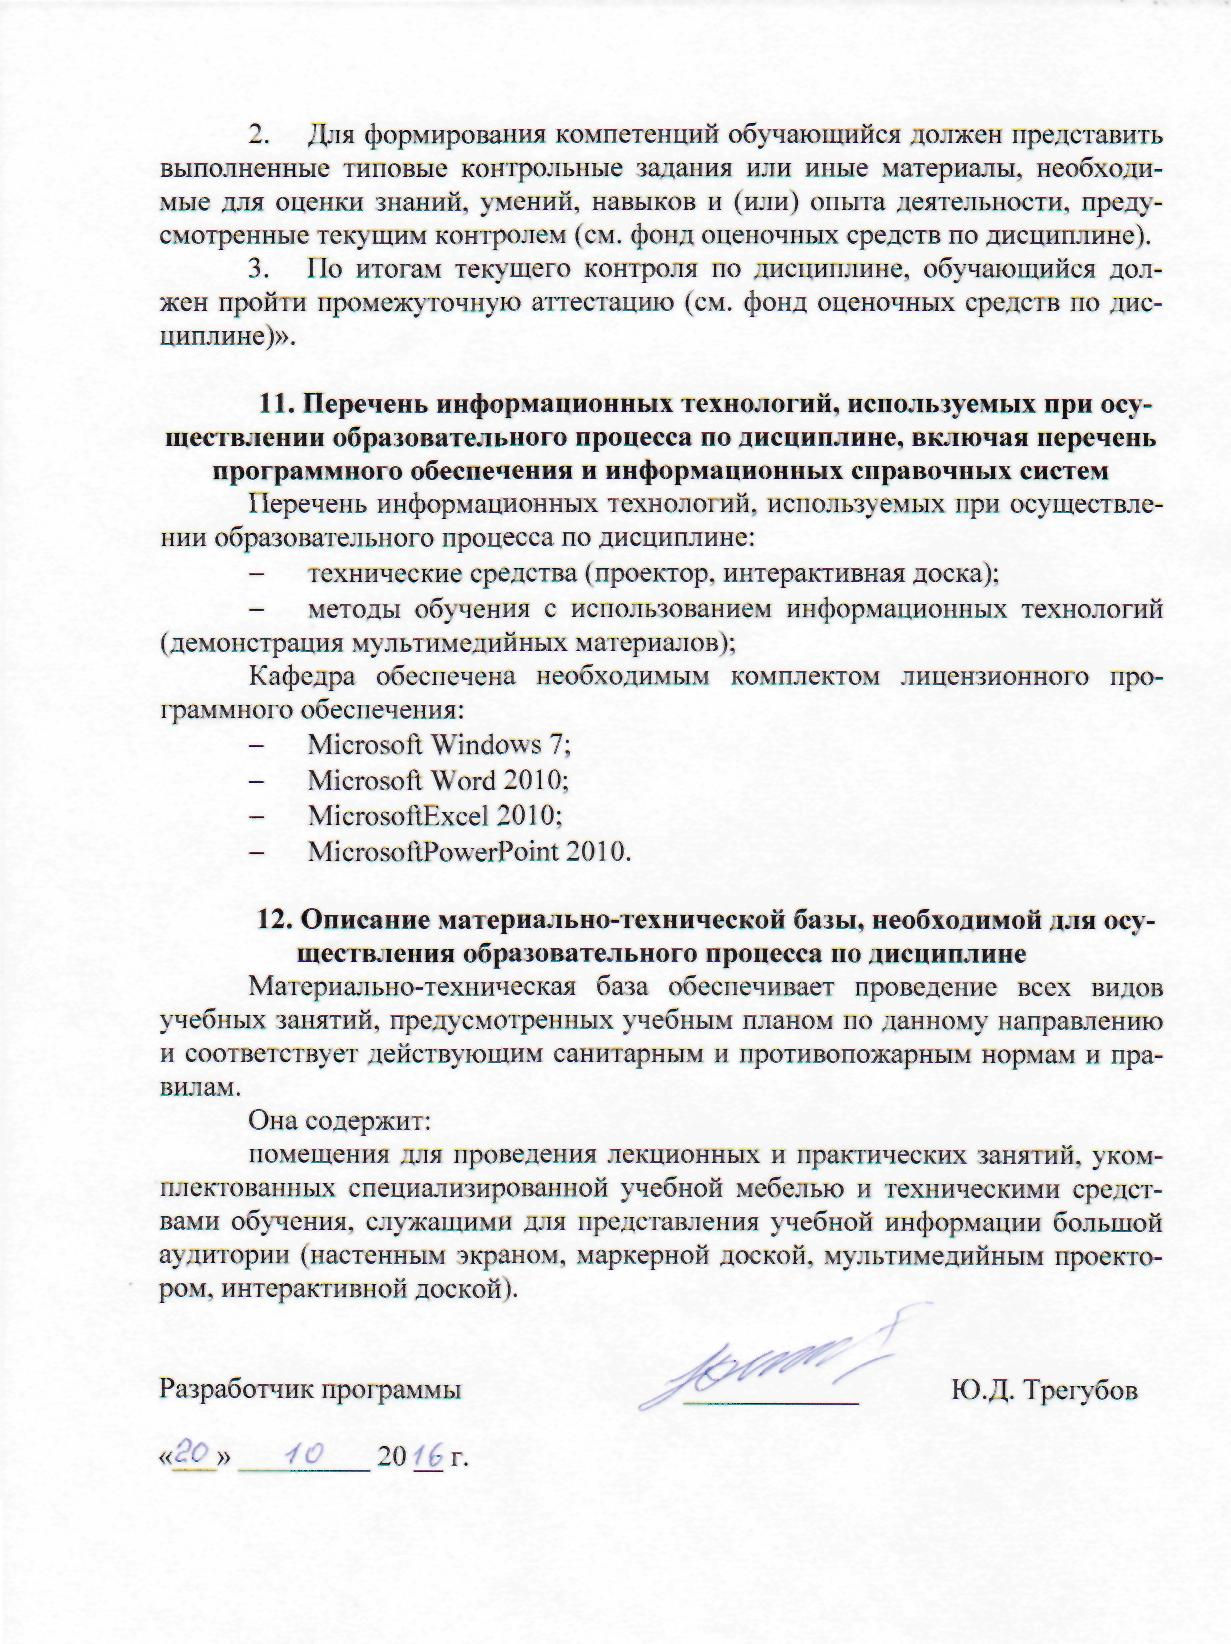 2. Для формирования компетенций обучающийся должен представить
выполненные типовые контрольные задания или иные материалы, необходи-
мые для оценки знаний, умений, навыков и (или) опыта деятельности, преду-
смотренные текущим контролем (см. фонд оценочных средств по дисциплине).
3. По итогам текущего контроля по дисциплине, обучающийся дол-
жен пройти промежуточную аттестацию (см. фонд оценочных средств по дис-
циплине)».
11. Перечень информационных технологий, используемых при осу-
ществлении образовательного процесса по дисциплине, включая перечень
программного обеспечения и информационных справочных систем
Перечень информационных технологий, используемых при осуществле-
нии образовательного процесса по дисциплине:
– технические средства (проектор, интерактивная доска);
– методы обучения с использованием информационных технологий
(демонстрация мультимедийных материалов);
Кафедра обеспечена необходимым комплектом лицензионного про-
граммного обеспечения:
– Microsoft Windows 7;
– Microsoft Word 2010;
– MicrosoftExcel 2010;
– MicrosoftPowerPoint 2010.
12. Описание материально-технической базы, необходимой для осу-
ществления образовательного процесса по дисциплине
Материально-техническая база обеспечивает проведение всех видов
учебных занятий, предусмотренных учебным планом по данному направлению
и соответствует действующим санитарным и противопожарным нормам и пра-
вилам.
Она содержит:
помещения для проведения лекционных и практических занятий, уком-
плектованных специализированной учебной мебелью и техническими средст-
вами обучения, служащими для представления учебной информации большой
аудитории (настенным экраном, маркерной доской, мультимедийным проекто-
ром, интерактивной доской).
Разработчик программы Ю.Д. Трегубов
«20» 10 2016 г.